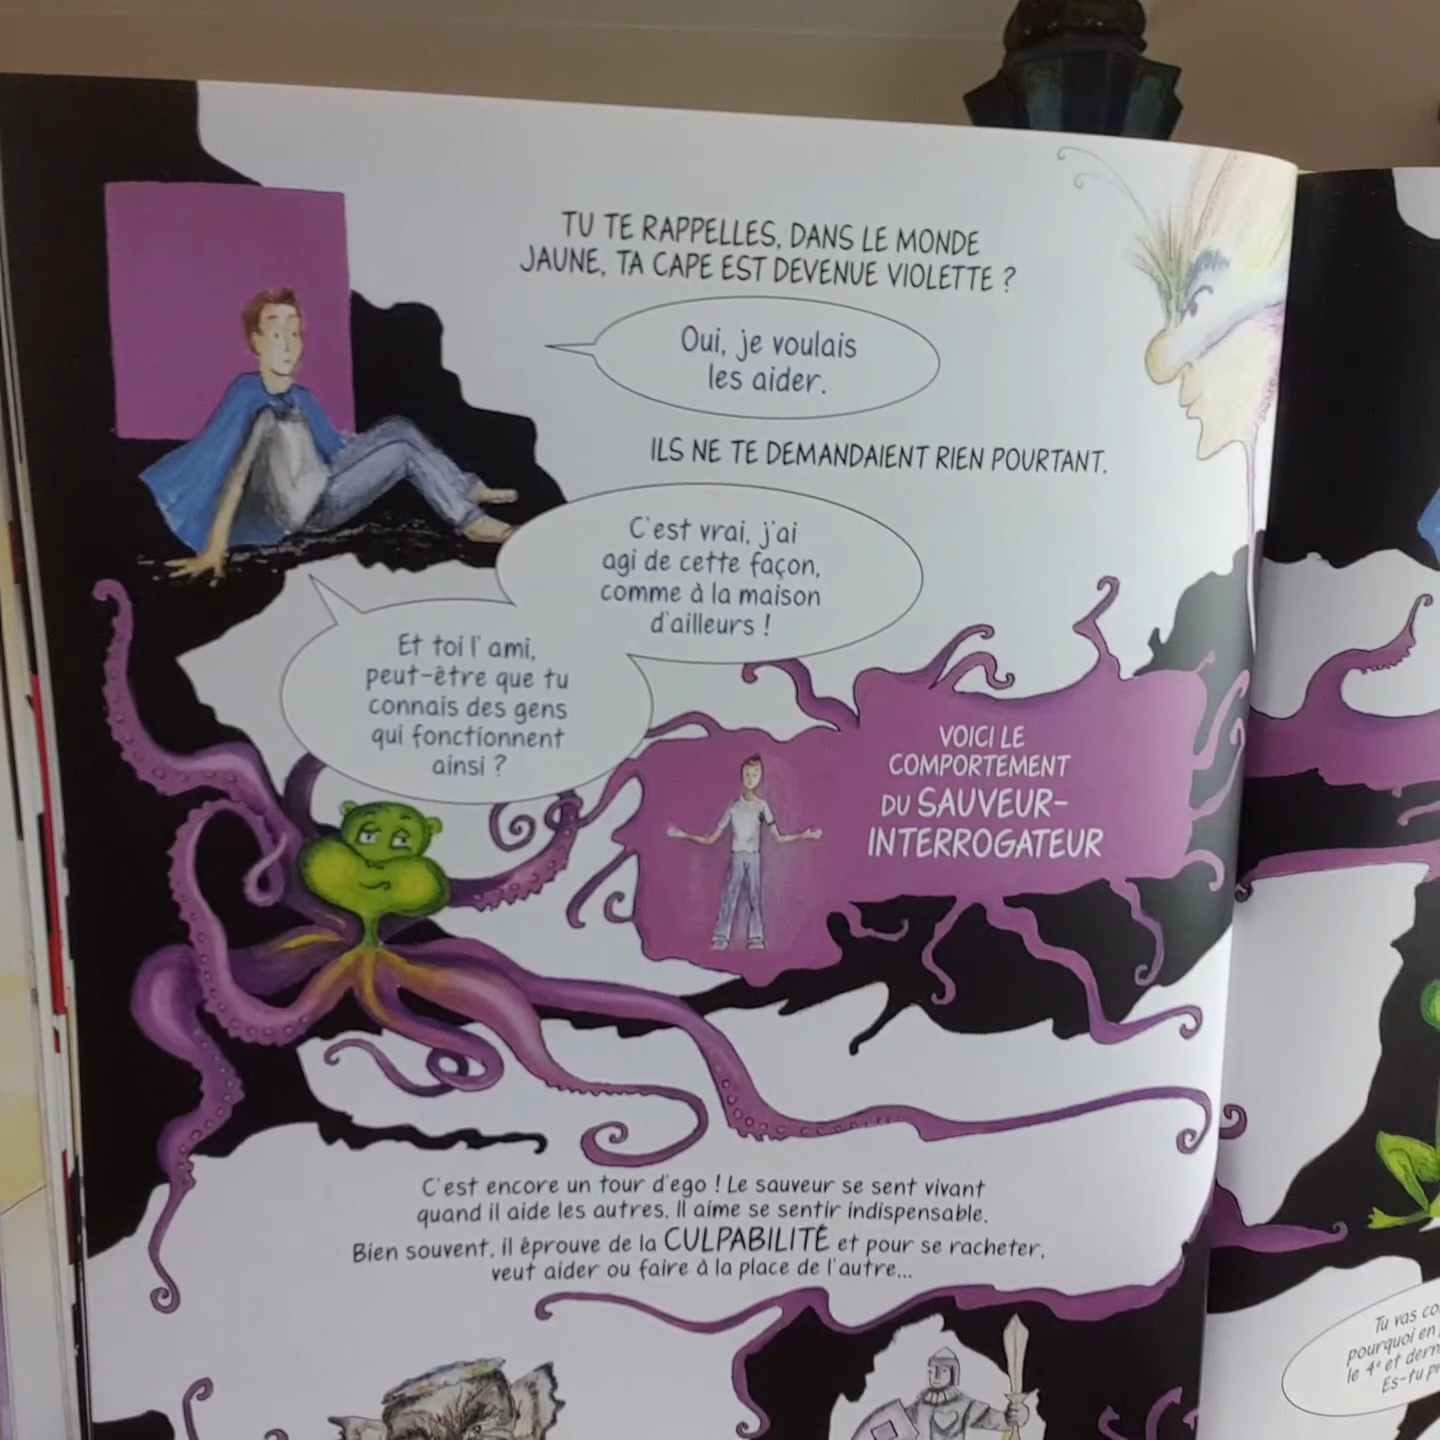 TU TE RAPPELLES, DANS LE MONDE
JAUNE, TA CAPE EST DEVENUE VIOLETTE ?
Oui, je voulais
les aider.
ILS NE TE DEMANDAIENT RIEN POURTANT.
C'est vrai, j'ai
agi de cette façon,
comme à la maison
d'ailleurs !
Et toi l'ami,
peut-être que tu
connais des gens
qui fonctionnent
ainsi ?
VOICI LE
COMPORTEMENT
DU SAUVEUR-
INTERROGATEUR
C'est encore un tour d'ego ! Le sauveur se sent vivant
quand il aide les autres. Il aime se sentir indispensable.
Bien souvent, il éprouve de la CULPABILITÉ et pour se racheter,
veut aider ou faire à la place de l'autre...
Tu vas
pourquoi en
le 4e et
Es-tu